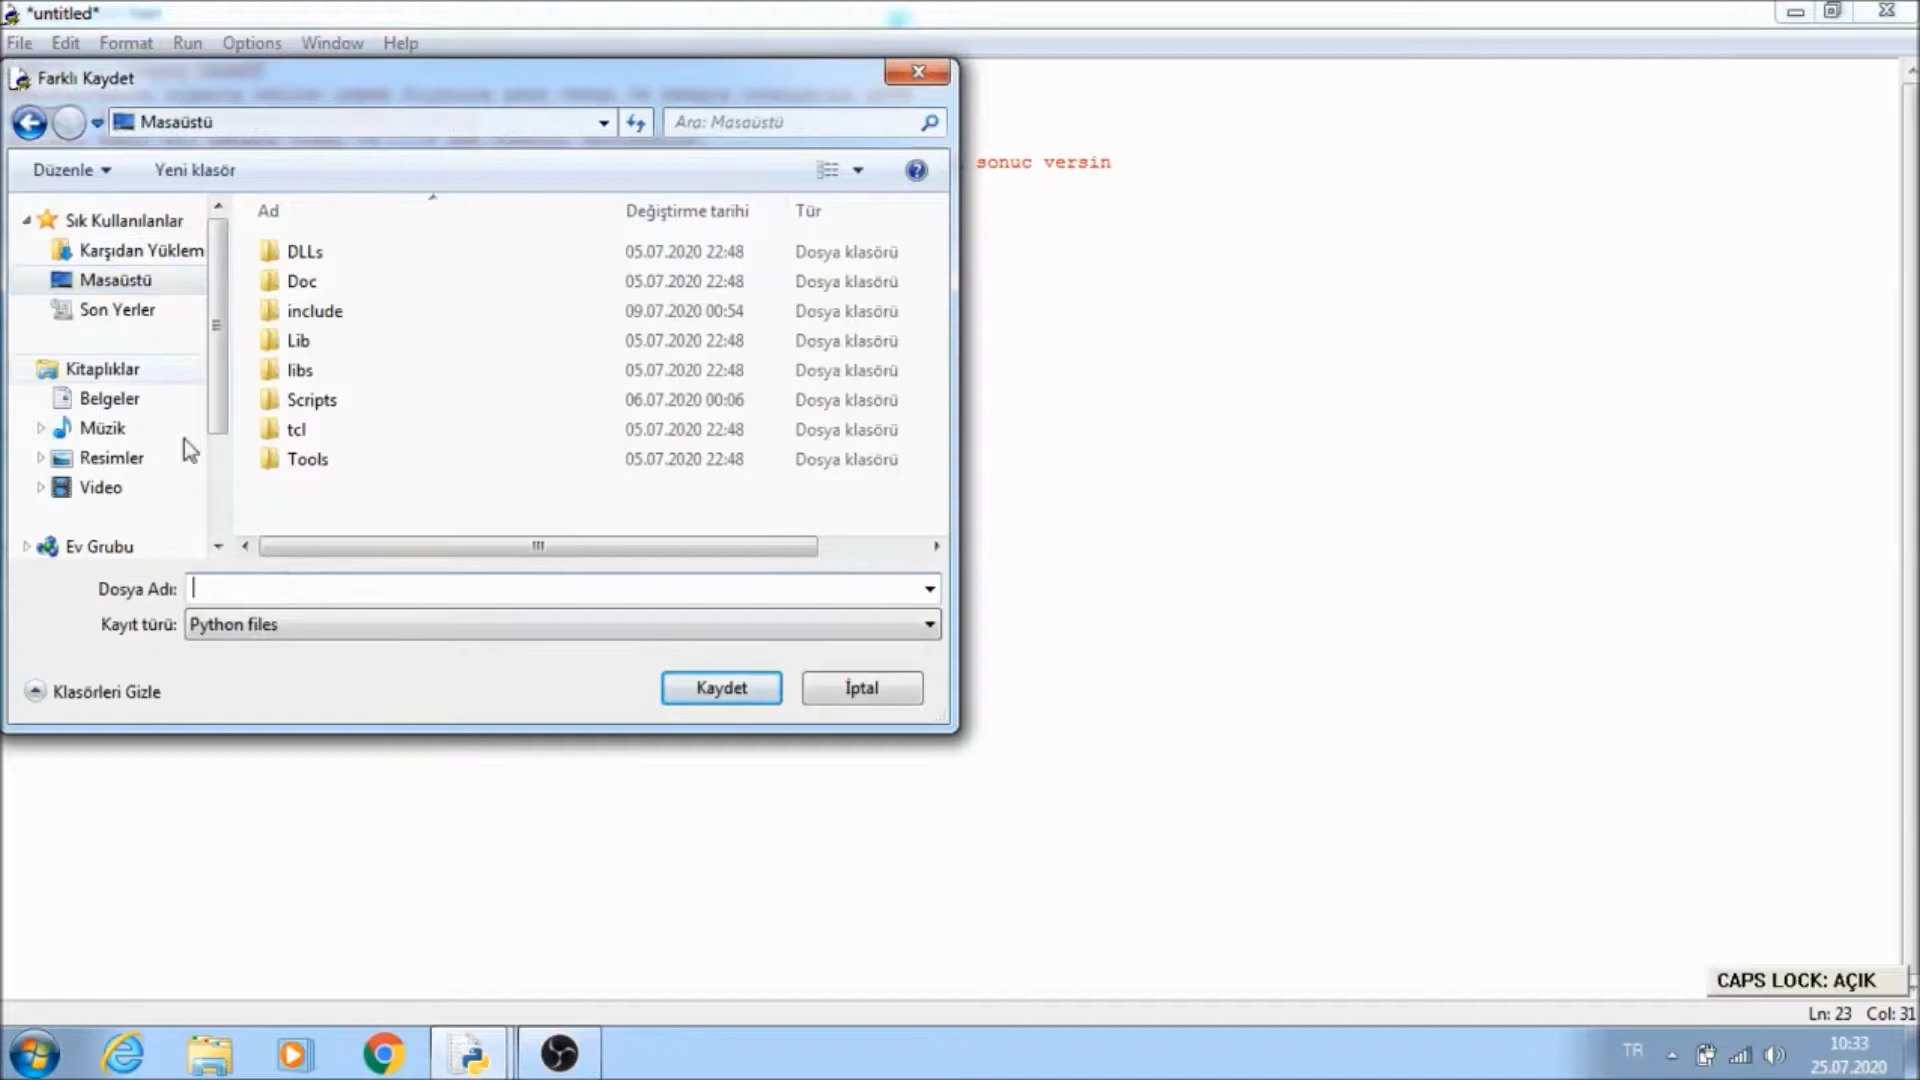 *untitled*
File Edit Format Run Options Window Help
Farklı Kaydet
Masaüstü
Ara: Masaüstü
sonuc versin
Düzenle Yeni klasör
Ad Değiştirme tarihi Tür
Sık Kullanılanlar
Karşıdan Yüklem
Masaüstü
Son Yerler
Kitaplıklar
Belgeler
Müzik
Resimler
Video
Ev Grubu
DLLs 05.07.2020 22:48 Dosya klasörü
Doc 05.07.2020 22:48 Dosya klasörü
include 09.07.2020 00:54 Dosya klasörü
Lib 05.07.2020 22:48 Dosya klasörü
libs 05.07.2020 22:48 Dosya klasörü
Scripts 06.07.2020 00:06 Dosya klasörü
tcl 05.07.2020 22:48 Dosya klasörü
Tools 05.07.2020 22:48 Dosya klasörü
Dosya Adı:
Kayıt türü: Python files
Klasörleri Gizle
Kaydet İptal
CAPS LOCK: AÇIK
Ln: 23 Col: 31
TR
10:33
25.07.2020